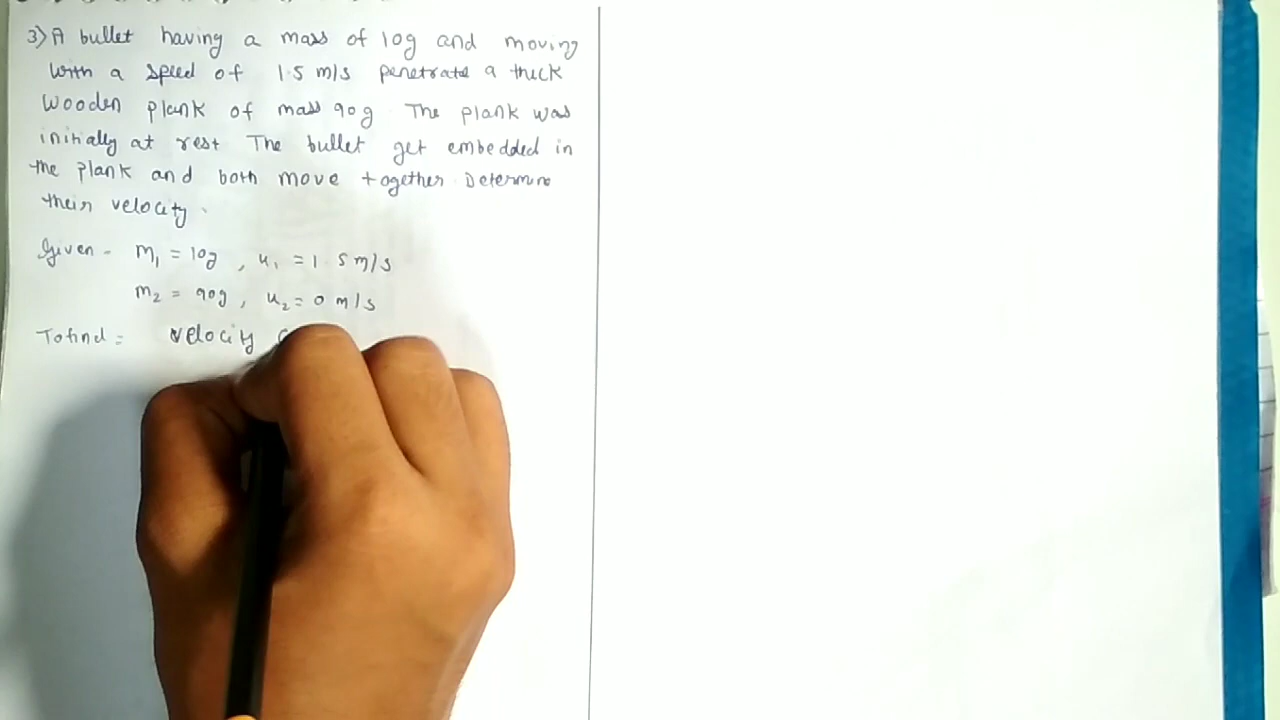 3) A bullet having a mass of 10g and moving
with a speed of 1.5 m/s penetrate a thick
wooden plank of mass 90g. The plank was
initially at rest The bullet get embedded in
the plank and both move together Determine
their velocity.
Given - m₁ = 10g , u₁ = 1.5 m/s
m₂ = 90g , u₂ = 0 m/s
To find = velocity